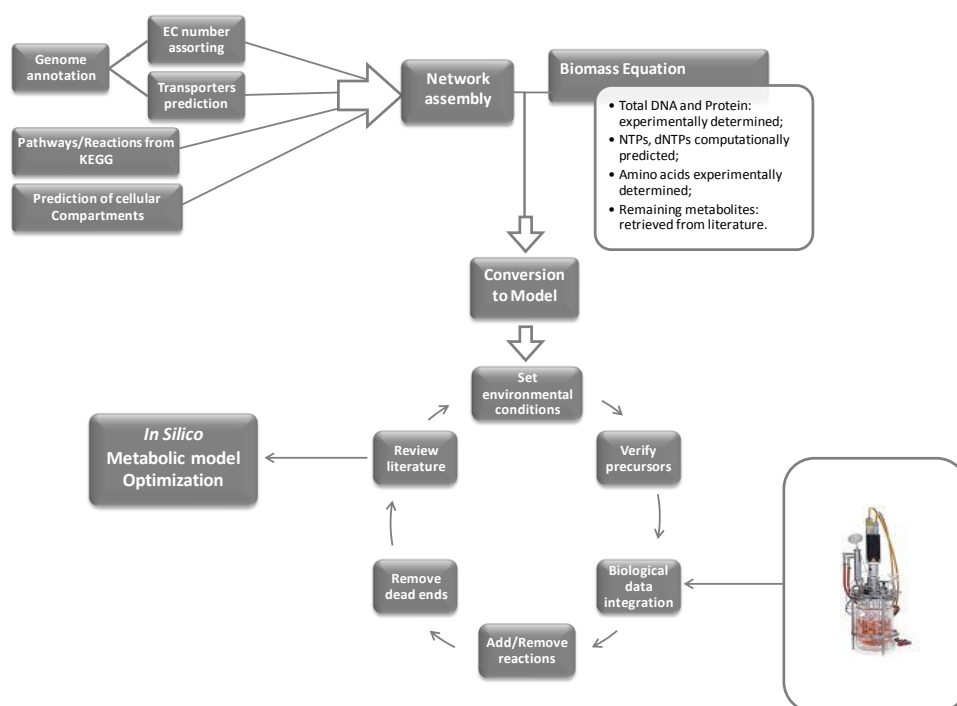 Genome
annotation
EC number
assorting
Transporters
prediction
Pathways/Reactions from
KEGG
Prediction of cellular
Compartments
Network
assembly
Biomass Equation
• Total DNA and Protein:
experimentally determined;
• NTPs, dNTPs computationally
predicted;
• Amino acids experimentally
determined;
• Remaining metabolites:
retrieved from literature.
Conversion
to Model
Set
environmental
conditions
Verify
precursors
Biological
data
integration
Add/Remove
reactions
Remove
dead ends
Review
literature
In Silico
Metabolic model
Optimization